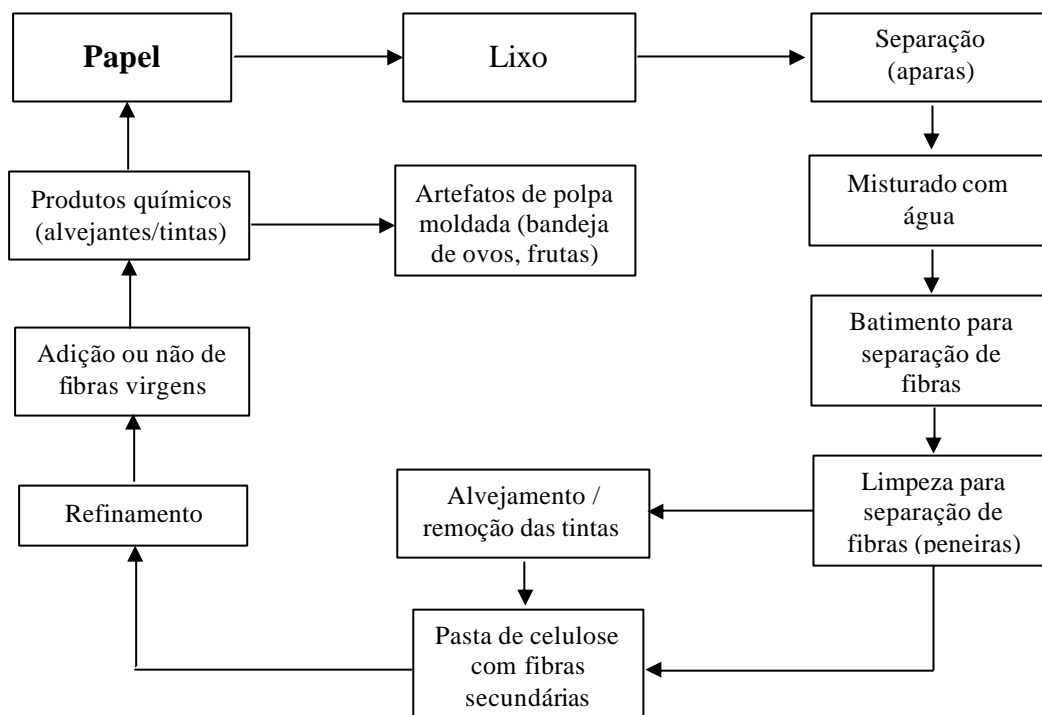 Papel
Lixo
Separação
(aparas)
Produtos químicos
(alvejantes/tintas)
Artefatos de polpa
moldada (bandeja
de ovos, frutas)
Misturado com
água
Adição ou não de
fibras virgens
Batimento para
separação de
fibras
Refinamento
Alvejamento /
remoção das tintas
Limpeza para
separação de
fibras (peneiras)
Pasta de celulose
com fibras
secundárias